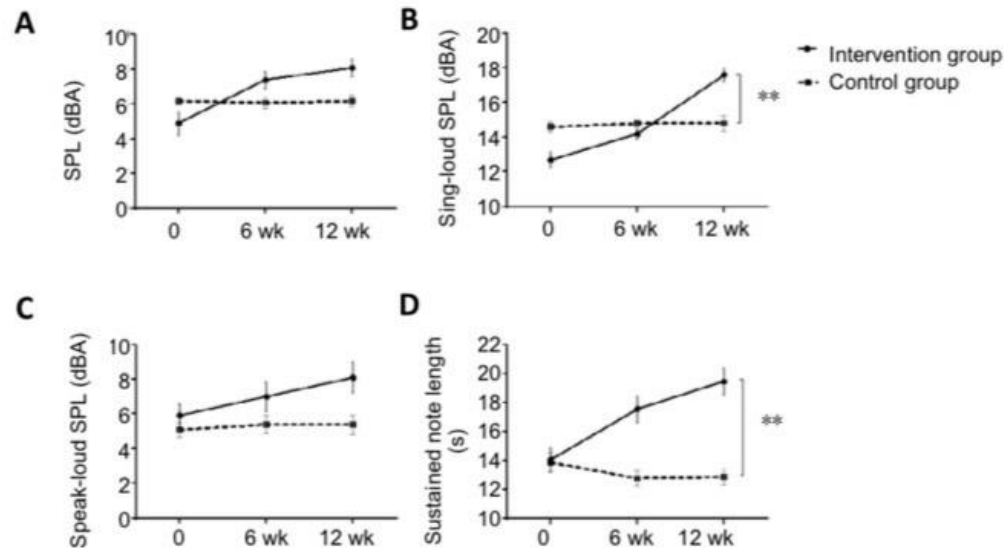 A
SPL (dBA)
10
8
6
4
2
0
0 6 wk 12 wk
B
Sing-loud SPL (dBA)
20
18
16
14
12
10
0 6 wk 12 wk
**
Intervention group
Control group
C
Speak-loud SPL (dBA)
10
8
6
4
2
0
0 6 wk 12 wk
D
Sustained note length
(s)
22
20
18
16
14
12
10
0 6 wk 12 wk
**